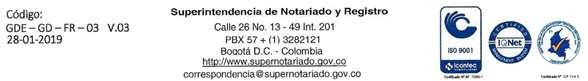 Código:
GDE – GD – FR – 03 V.03
28-01-2019
Superintendencia de Notariado y Registro
Calle 26 No. 13 - 49 Int. 201
PBX 57 + (1) 3282121
Bogotá D.C. - Colombia
http://www.supernotariado.gov.co
correspondencia@supernotariado.gov.co
ISO 9001
icontec
IQNet